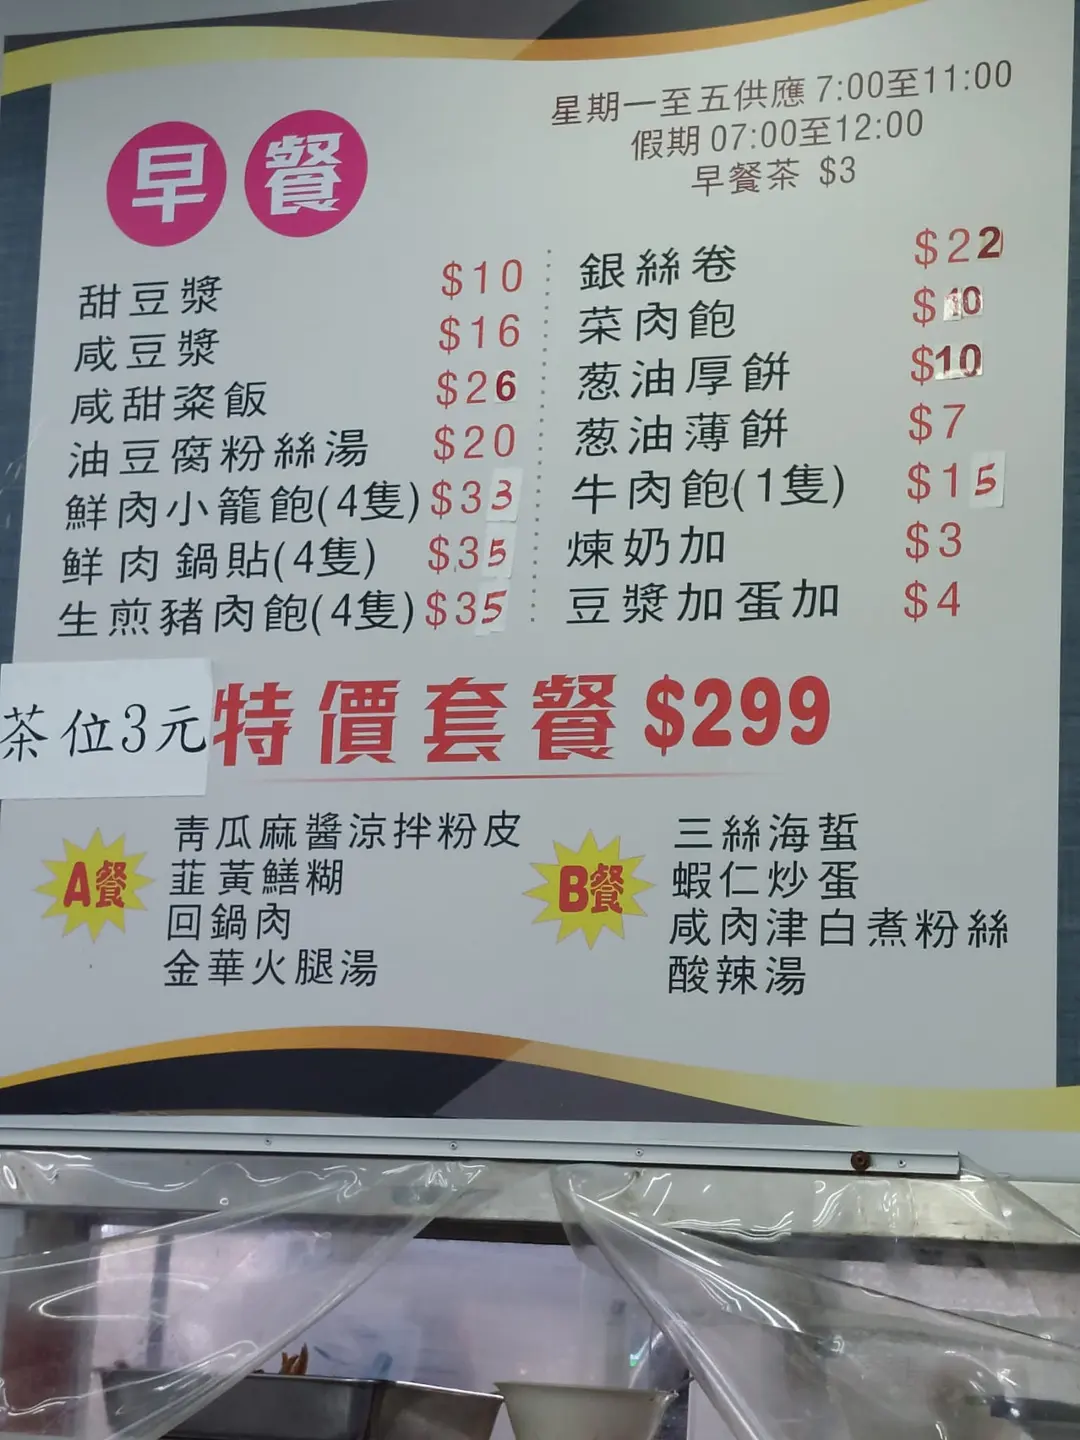 早餐
星期一至五供應 7:00至11:00
假期 07:00至12:00
早餐茶 $3
甜豆漿 $10
咸豆漿 $16
咸甜粢飯 $26
油豆腐粉絲湯 $20
鮮肉小籠飽(4隻) $33
鮮肉鍋貼(4隻) $35
生煎豬肉飽(4隻) $35
銀絲卷 $22
菜肉飽 $10
葱油厚餅 $10
葱油薄餅 $7
牛肉飽(1隻) $15
煉奶加 $3
豆漿加蛋加 $4
茶位3元
特價套餐 $299
A餐
青瓜麻醬涼拌粉皮
韮黃鱔糊
回鍋肉
金華火腿湯
B餐
三絲海蜇
蝦仁炒蛋
咸肉津白煮粉絲
酸辣湯